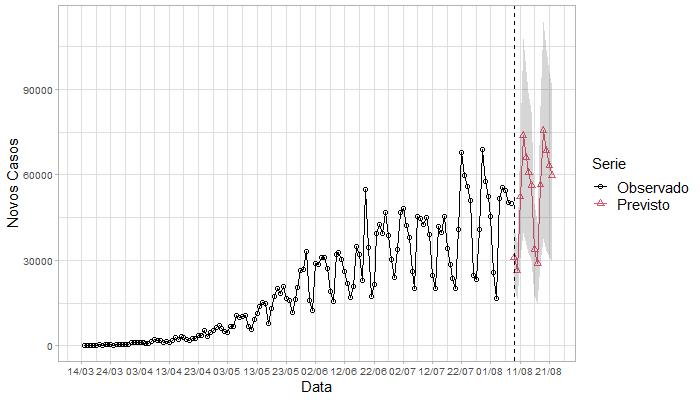 Novos Casos
90000
60000
30000
0
14/03 24/03 03/04 13/04 23/04 03/05 13/05 23/05 02/06 12/06 22/06 02/07 12/07 22/07 01/08 11/08 21/08
Data
Serie
Observado
Previsto